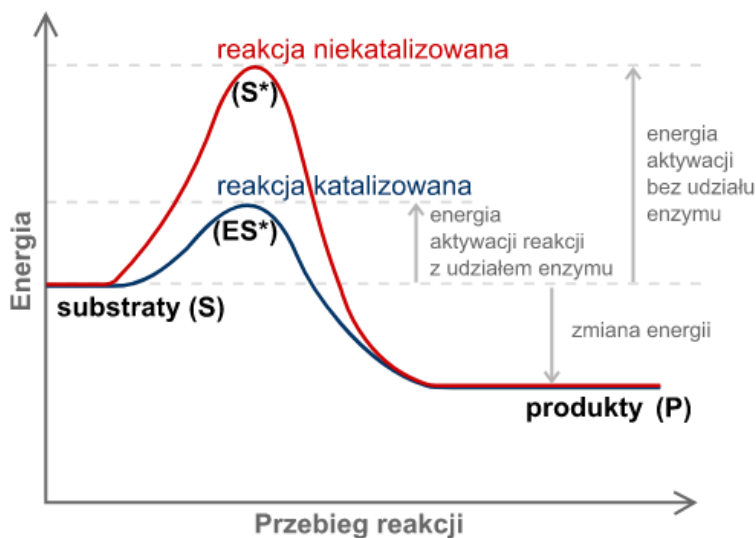 reakcja niekatalizowana
(S*)
energia
aktywacji
bez udziału
enzymu
reakcja katalizowana
(ES*)
energia
aktywacji reakcji
z udziałem enzymu
substraty (S)
zmiana energii
produkty (P)
Energia
Przebieg reakcji